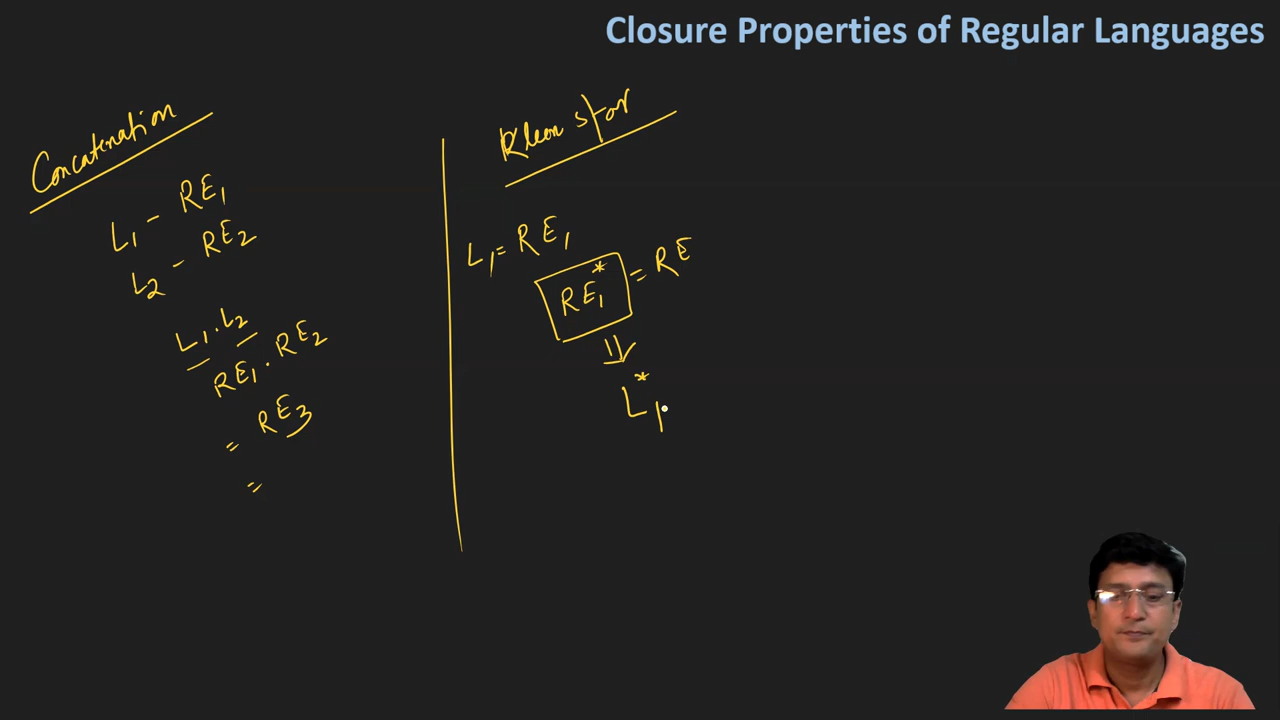 Closure Properties of Regular Languages
Concatenation
L₁ - RE₁
L₂ - RE₂
L₁.L₂
RE₁.RE₂
= RE₃
=
Kleen star
L₁ = RE₁
RE₁* = RE
⇓
L₁*